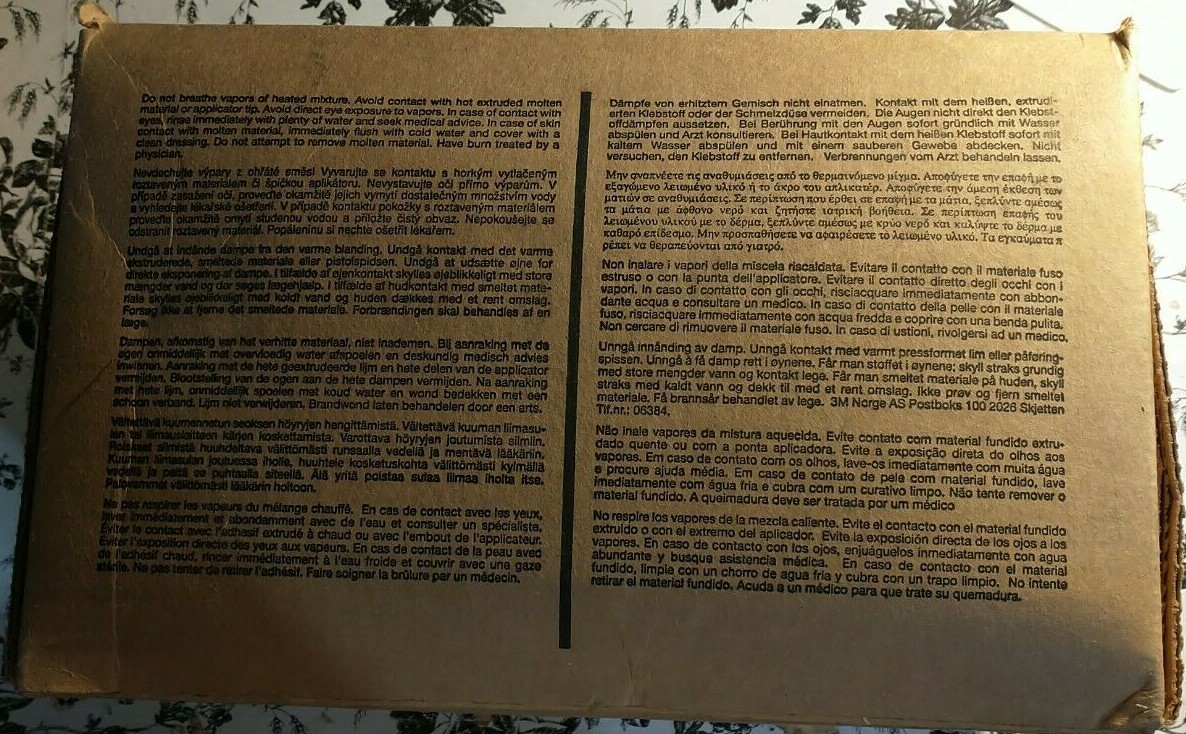 Do not breathe vapors of heated mixture. Avoid contact with hot extruded molten
material or applicator tip. Avoid direct eye exposure to vapors. In case of contact with
eyes, rinse immediately with plenty of water and seek medical advice. In case of skin
contact with molten material, immediately flush with cold water and cover with a
clean dressing. Do not attempt to remove molten material. Have burn treated by a
physician.
Nevdechujte výpary z ohřáté směsi Vyvarujte se kontaktu s horkým vytlačeným
roztaveným materiálem či špičkou aplikátoru. Nevystavujte oči přímo výparům. V
případě zasažení očí, proveďte okamžitě jejich vymytí dostatečným množstvím vody
a vyhledejte lékařské ošetření. V případě kontaktu pokožky s roztaveným materiálem
proveďte okamžité omytí studenou vodou a přiložte čistý obvaz. Nepokoušejte se
odstranit roztavený materiál. Popáleninu si nechte ošetřit lékařem.
Undgå at indånde dampe fra den varme blanding. Undgå kontakt med det varme
ekstruderede, smeltede materiale eller pistolspidsen. Undgå at udsætte øjne for
direkte eksponering af dampe. I tilfælde af øjenkontakt skylles øjeblikkeligt med store
mængder vand og der søges lægehjælp. I tilfælde af hudkontakt med smeltet mate-
riale skylles øjeblikkeligt med koldt vand og huden dækkes med et rent omslag.
Forsøg ikke at fjerne det smeltede materiale. Forbrændingen skal behandles af en
læge.
Dampen, afkomstig van het verhitte materiaal, niet inademen. Bij aanraking met de
ogen onmiddelijk met overvloedig water afspoelen en deskundig medisch advies
inwinnen. Aanraking met de hete geextrudeerde lijm en hete delen van de applicator
vermijden. Blootstelling van de ogen aan de hete dampen vermijden. Na aanraking
met hete lijm, onmiddelijk spoelen met koud water en wond bedekken met een
schoon verband. Lijm niet verwijderen. Brandwond laten behandelen door een arts.
Vältettävä kuumennetun seoksen höyryjen hengittämistä. Vältettävä kuuman liimasu-
lan tai liimauslaitteen kärjen koskettamista. Varottava höyryjen joutumista silmiin.
Roiskeet silmistä huuhdeltava välittömästi runsaalla vedellä ja mentävä lääkäriin.
Kuuman liimasulan joutuessa iholle, huuhtele kosketuskohta välittömästi kylmällä
vedellä ja peitä se puhtaalla siteellä. Älä yritä poistaa sulaa liimaa iholta itse.
Palovammat välittömästi lääkärin hoitoon.
Ne pas respirer les vapeurs du mélange chauffé. En cas de contact avec les yeux,
laver immédiatement et abondamment avec de l'eau et consulter un spécialiste.
Eviter le contact avec l'adhésif extrudé à chaud ou avec l'embout de l'applicateur.
Éviter l'exposition directe des yeux aux vapeurs. En cas de contact de la peau avec
de l'adhésif chaud, rincer immédiatement à l'eau froide et couvrir avec une gaze
stérile. Ne pas tenter de retirer l'adhésif. Faire soigner la brûlure par un médecin.
Dämpfe von erhitztem Gemisch nicht einatmen. Kontakt mit dem heißen, extrudi-
erten Klebstoff oder der Schmelzdüse vermeiden. Die Augen nicht direkt den Klebst-
offdämpfen aussetzen. Bei Berührung mit den Augen sofort gründlich mit Wasser
abspülen und Arzt konsultieren. Bei Hautkontakt mit dem heißen Klebstoff sofort mit
kaltem Wasser abspülen und mit einem sauberen Gewebe abdecken. Nicht
versuchen, den Klebstoff zu entfernen. Verbrennungen vom Arzt behandeln lassen.
Μην αναπνέετε τις αναθυμιάσεις από το θερμαινόμενο μίγμα. Αποφύγετε την επαφή με το
εξαγόμενο λειωμένο υλικό ή το άκρο του απλικατέρ. Αποφύγετε την άμεση έκθεση των
ματιών σε αναθυμιάσεις. Σε περίπτωση που έρθει σε επαφή με τα μάτια, ξεπλύντε αμέσως
τα μάτια με άφθονο νερό και ζητήστε ιατρική βοήθεια. Σε περίπτωση επαφής του
λειωμένου υλικού με το δέρμα, ξεπλύντε αμέσως με κρύο νερό και καλύψτε το δέρμα με
καθαρό επίδεσμο. Μην προσπαθήσετε να αφαιρέσετε το λειωμένο υλικό. Τα εγκαύματα π
ρέπει να θεραπεύονται από γιατρό.
Non inalare i vapori della miscela riscaldata. Evitare il contatto con il materiale fuso
estruso o con la punta dell'applicatore. Evitare il contatto diretto degli occhi con i
vapori. In caso di contatto con gli occhi, risciacquare immediatamente con abbon-
dante acqua e consultare un medico. In caso di contatto della pelle con il materiale
fuso, risciacquare immediatamente con acqua fredda e coprire con una benda pulita.
Non cercare di rimuovere il materiale fuso. In caso di ustioni, rivolgersi ad un medico.
Unngå innånding av damp. Unngå kontakt med varmt pressformet lim eller påføring-
spissen. Unngå å få damp rett i øynene. Får man stoffet i øynene; skyll straks grundig
med store mengder vann og kontakt lege. Får man smeltet materiale på huden, skyll
straks med kaldt vann og dekk til med et rent omslag. Ikke prøv og fjern smeltet
materiale. Få brannsår behandlet av lege. 3M Norge AS Postboks 100 2026 Skjetten
Tlf.nr.: 06384.
Não inale vapores da mistura aquecida. Evite contato com material fundido extru-
dado quente ou com a ponta aplicadora. Evite a exposição direta do olhos aos
vapores. Em caso de contato com os olhos, lave-os imediatamente com muita água
e procure ajuda média. Em caso de contato de pele com material fundido, lave
imediatamente com água fria e cubra com um curativo limpo. Não tente remover o
material fundido. A queimadura deve ser tratada por um médico
No respire los vapores de la mezcla caliente. Evite el contacto con el material fundido
extruido o con el extremo del aplicador. Evite la exposición directa de los ojos a los
vapores. En caso de contacto con los ojos, enjuáguelos inmediatamente con agua
abundante y busque asistencia médica. En caso de contacto con el material
fundido, limpie con un chorro de agua fria y cubra con un trapo limpio. No intente
retirar el material fundido. Acuda a un médico para que trate su quemadura.